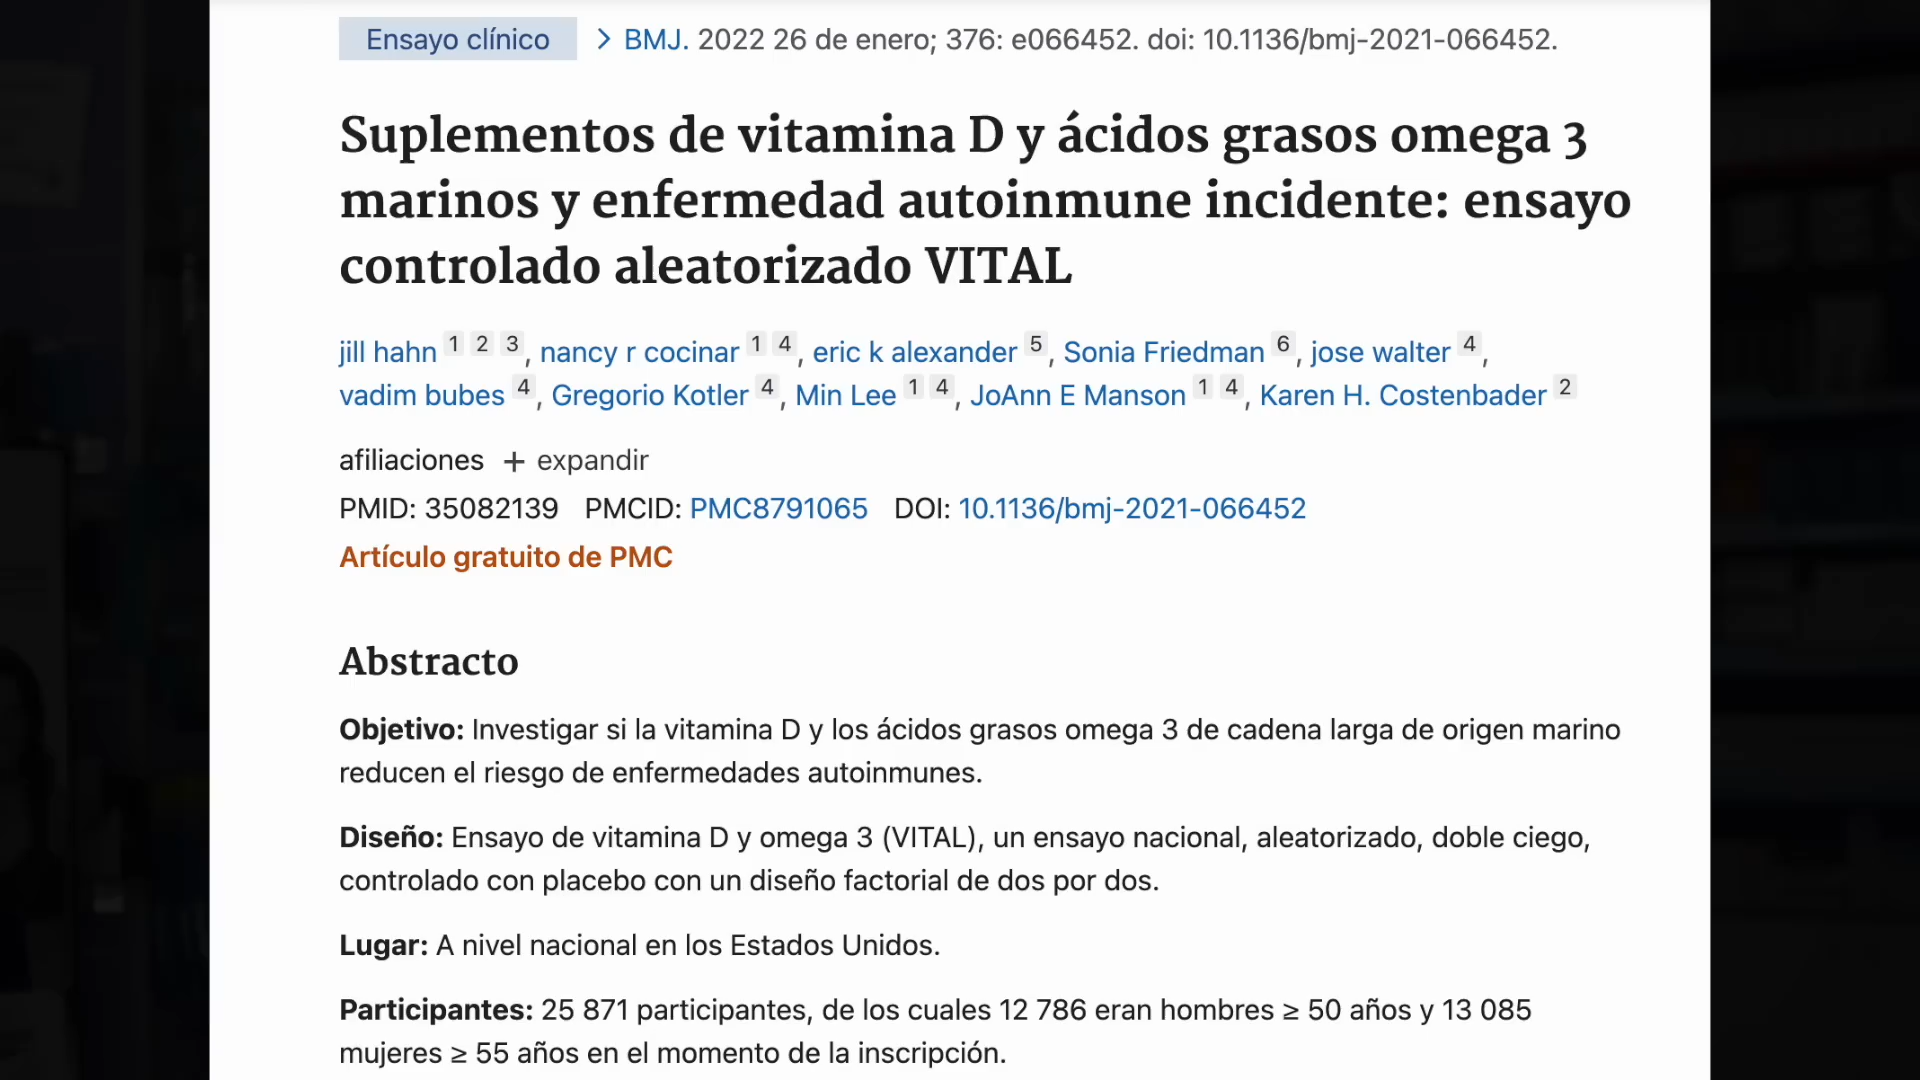 Ensayo clínico > BMJ. 2022 26 de enero; 376: e066452. doi: 10.1136/bmj-2021-066452.
Suplementos de vitamina D y ácidos grasos omega 3
marinos y enfermedad autoinmune incidente: ensayo
controlado aleatorizado VITAL
jill hahn 1 2 3, nancy r cocinar 1 4, eric k alexander 5, Sonia Friedman 6, jose walter 4,
vadim bubes 4, Gregorio Kotler 4, Min Lee 1 4, JoAnn E Manson 1 4, Karen H. Costenbader 2
afiliaciones + expandir
PMID: 35082139 PMCID: PMC8791065 DOI: 10.1136/bmj-2021-066452
Artículo gratuito de PMC
Abstracto
Objetivo: Investigar si la vitamina D y los ácidos grasos omega 3 de cadena larga de origen marino
reducen el riesgo de enfermedades autoinmunes.
Diseño: Ensayo de vitamina D y omega 3 (VITAL), un ensayo nacional, aleatorizado, doble ciego,
controlado con placebo con un diseño factorial de dos por dos.
Lugar: A nivel nacional en los Estados Unidos.
Participantes: 25 871 participantes, de los cuales 12 786 eran hombres ≥ 50 años y 13 085
mujeres ≥ 55 años en el momento de la inscripción.